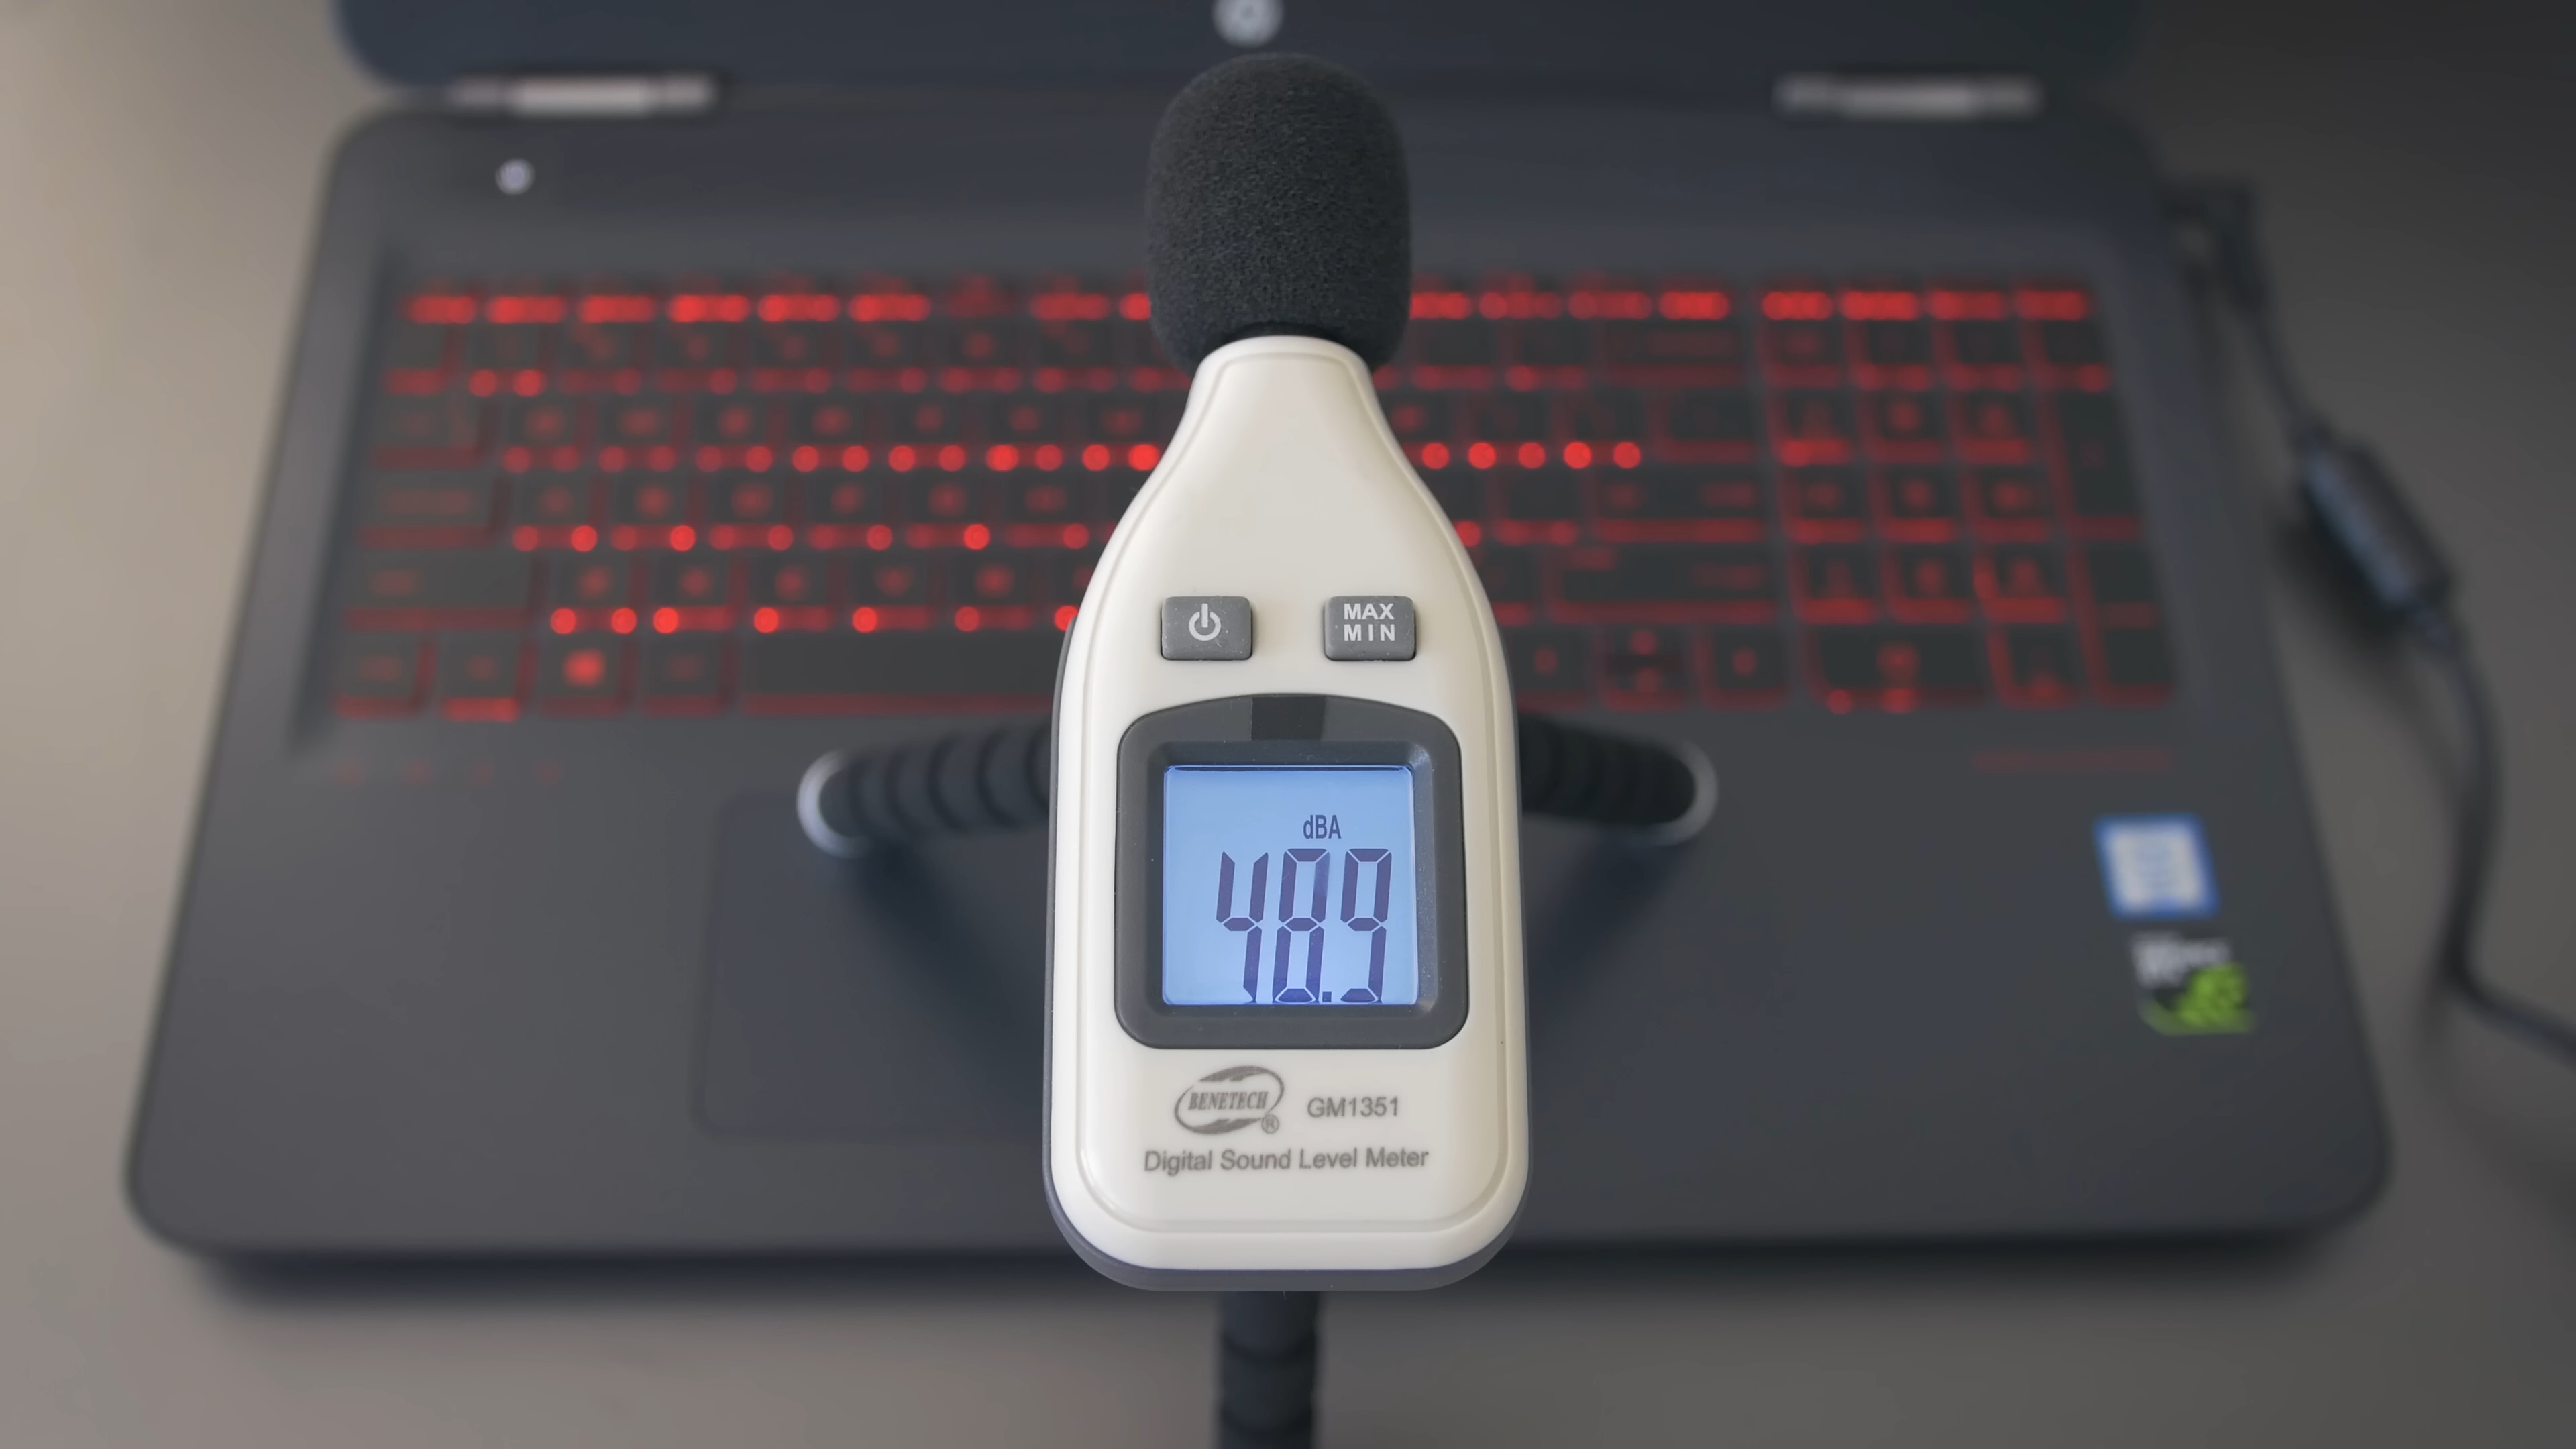 MAX
MIN
dBA
48.9
BENETECH ®
GM1351
Digital Sound Level Meter